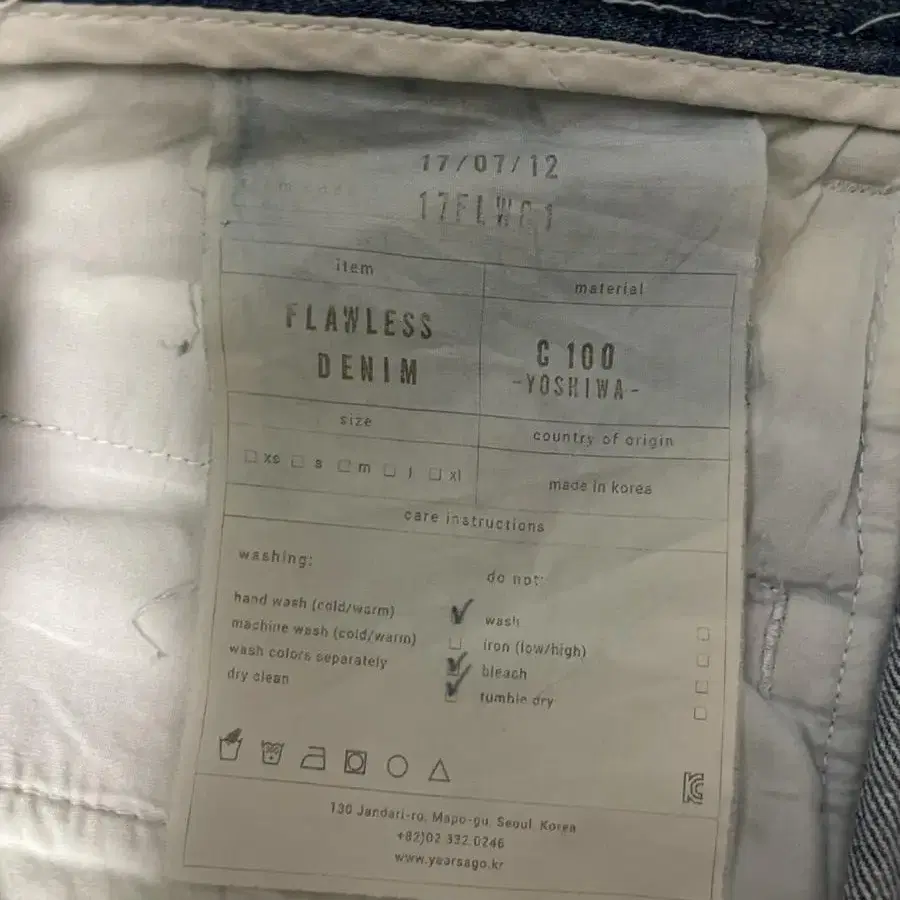 17/07/12
item
material
FLAWLESS
DENIM
C 100
-YOSHIWA-
size
country of origin
xs s m l xl
made in korea
care instructions
washing:
do not:
hand wash (cold/warm)
wash
machine wash (cold/warm)
iron (low/high)
wash colors separately
bleach
dry clean
tumble dry
130 Jandari-ro, Mapo-gu, Seoul, Korea
+82)02 332 0246
www.yearsago.kr